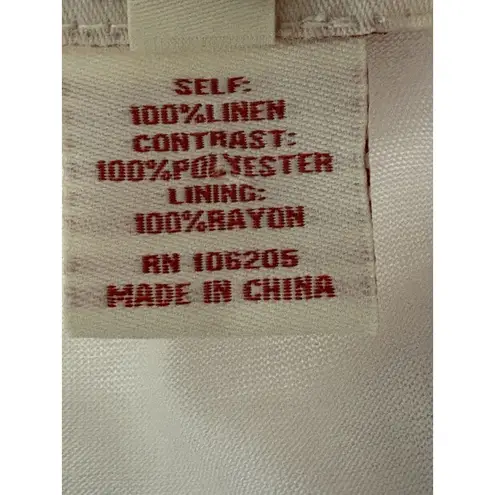 SELF:
100%LINEN
CONTRAST:
100%POLYESTER
LINING:
100%RAYON
RN 106205
MADE IN CHINA